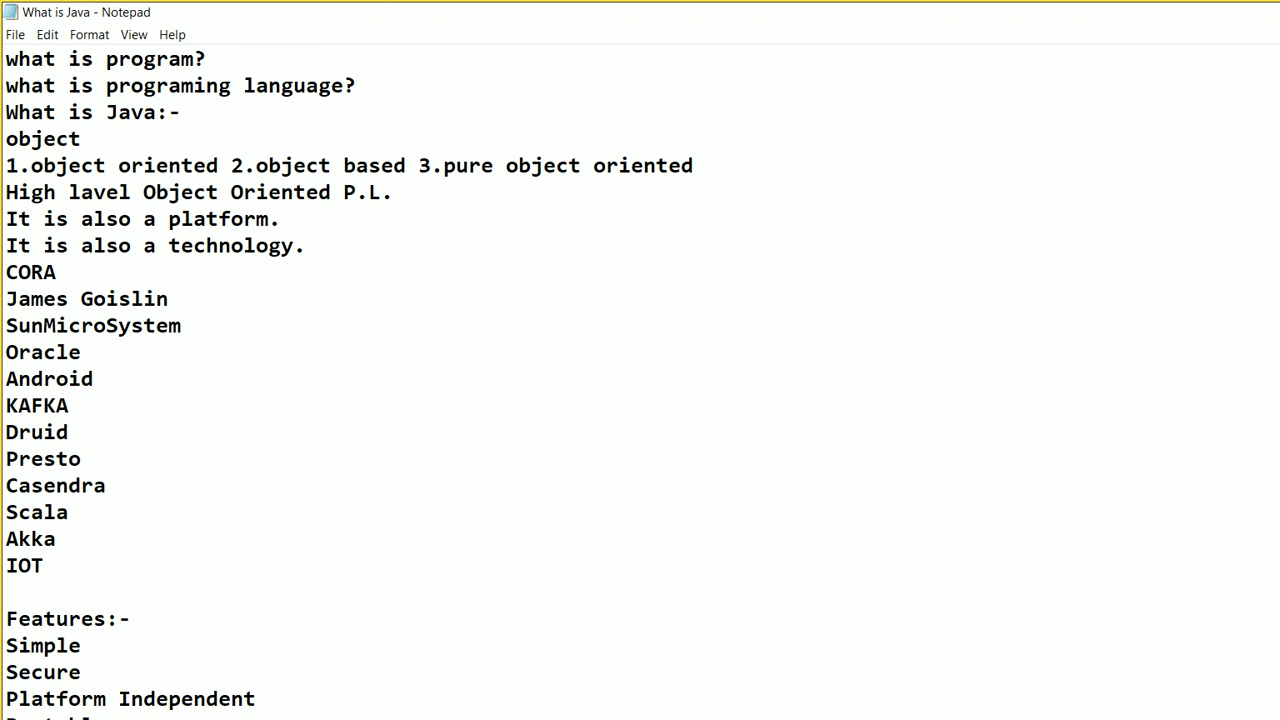 What is Java - Notepad
File Edit Format View Help
what is program?
what is programing language?
What is Java:-
object
1.object oriented 2.object based 3.pure object oriented
High lavel Object Oriented P.L.
It is also a platform.
It is also a technology.
CORA
James Goislin
SunMicroSystem
Oracle
Android
KAFKA
Druid
Presto
Casendra
Scala
Akka
IOT
Features:-
Simple
Secure
Platform Independent